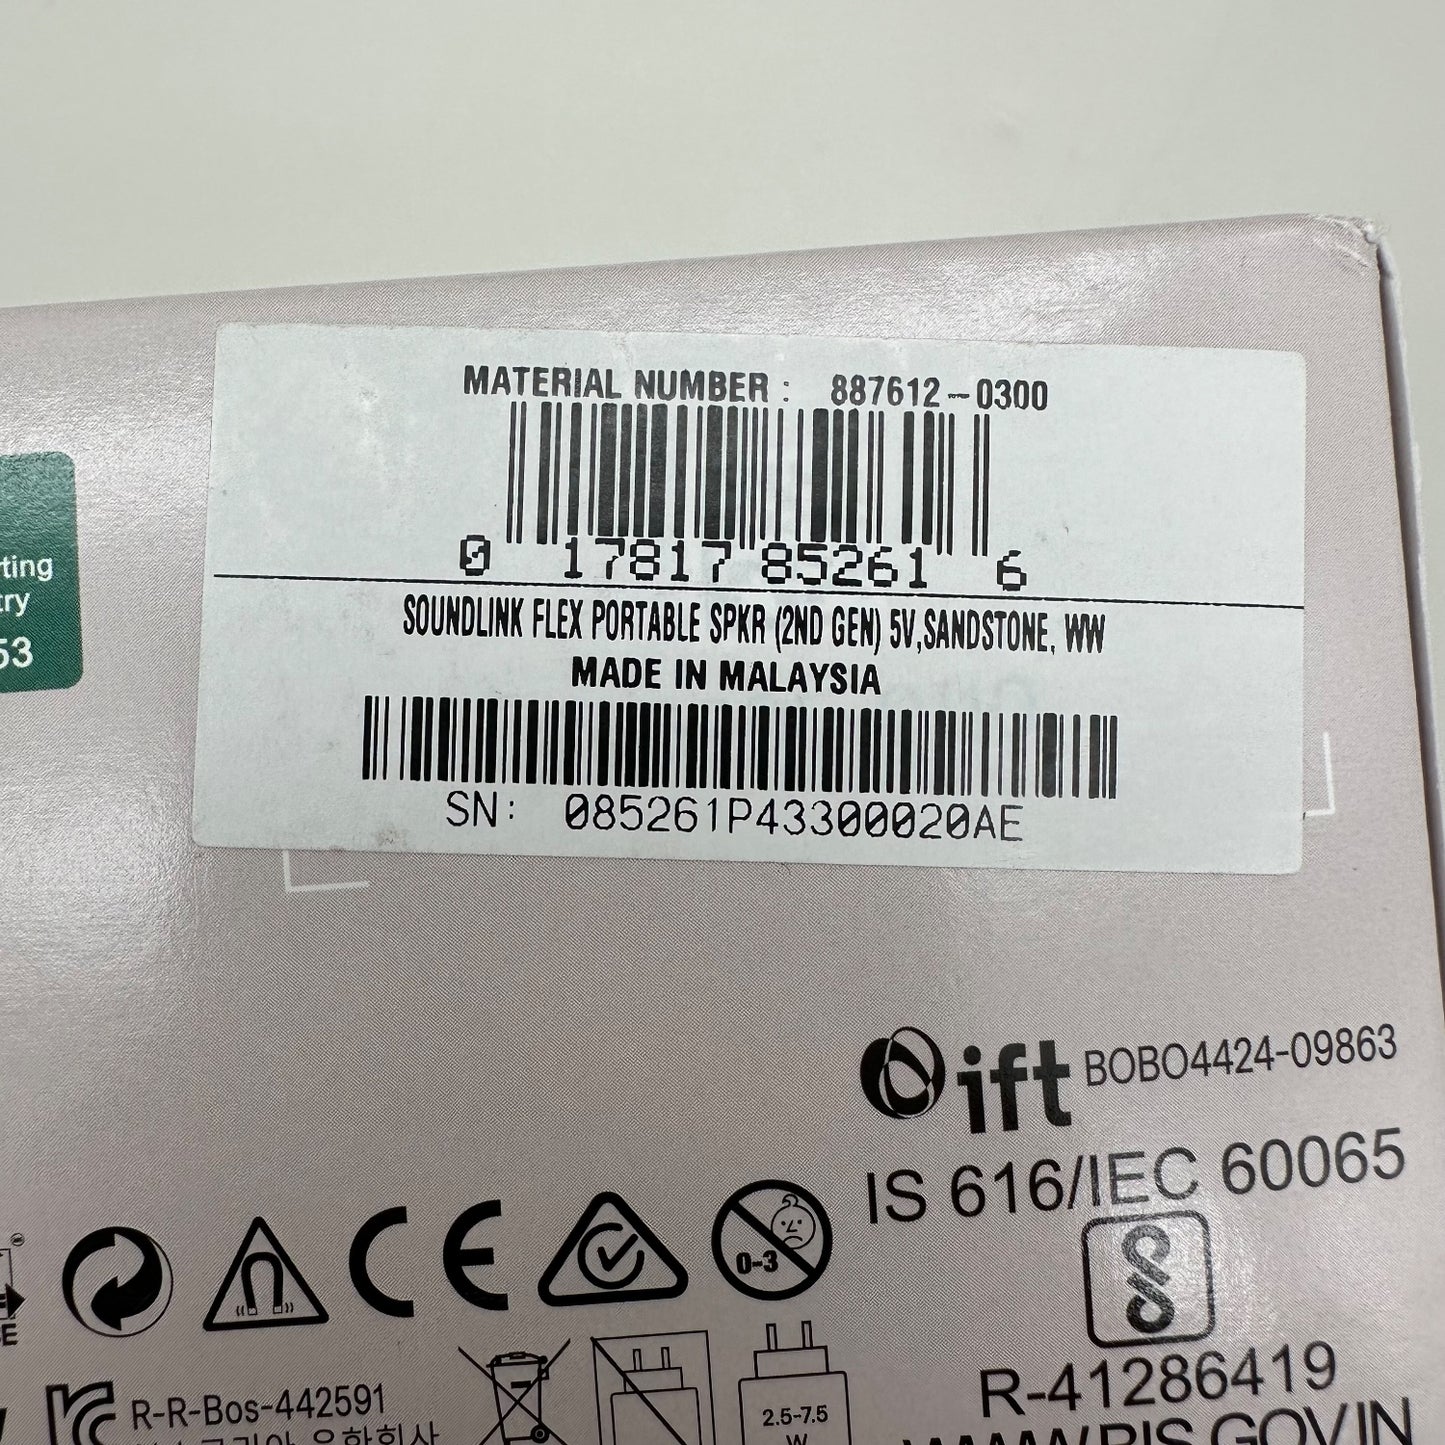 MATERIAL NUMBER: 887612-0300
0 17817 85261 6
SOUNDLINK FLEX PORTABLE SPKR (2ND GEN) 5V,SANDSTONE, WW
MADE IN MALAYSIA
SN: 085261P43300020AE
53
ift BOBO4424-09863
IS 616/IEC 60065
CE
0-3
R-41286419
R-R-Bos-442591
2.5-7.5
W